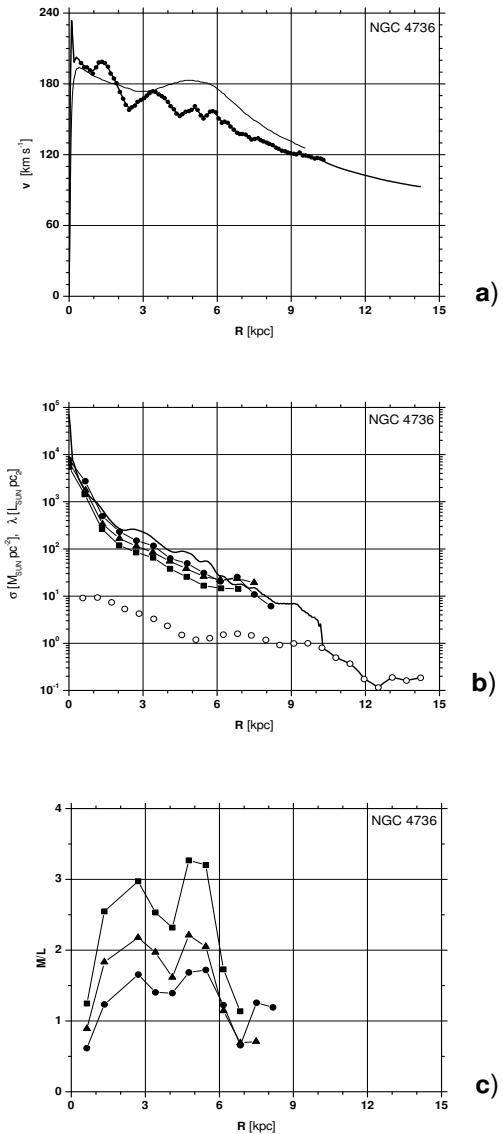 NGC 4736
240
180
120
60
0
v [km s⁻¹]
0 3 6 9 12 15
R [kpc]
a)
NGC 4736
10⁵
10⁴
10³
10²
10¹
10⁰
10⁻¹
σ [M_SUN pc⁻²], λ [L_SUN pc₂]
0 3 6 9 12 15
R [kpc]
b)
NGC 4736
4
3
2
1
0
M/L
0 3 6 9 12 15
R [kpc]
c)